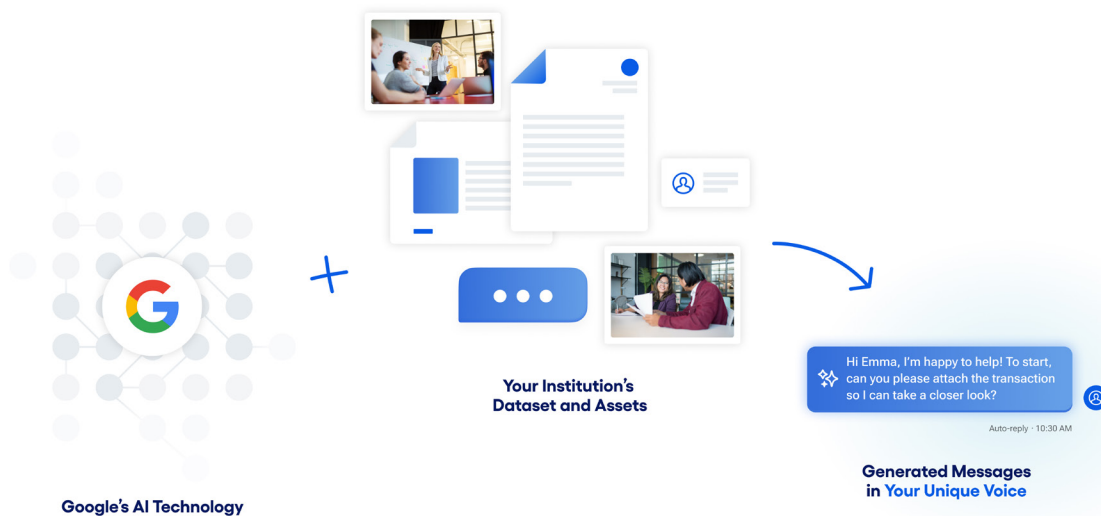 Google's AI Technology
Your Institution's
Dataset and Assets
Hi Emma, I'm happy to help! To start,
can you please attach the transaction
so I can take a closer look?
Auto-reply · 10:30 AM
Generated Messages
in Your Unique Voice